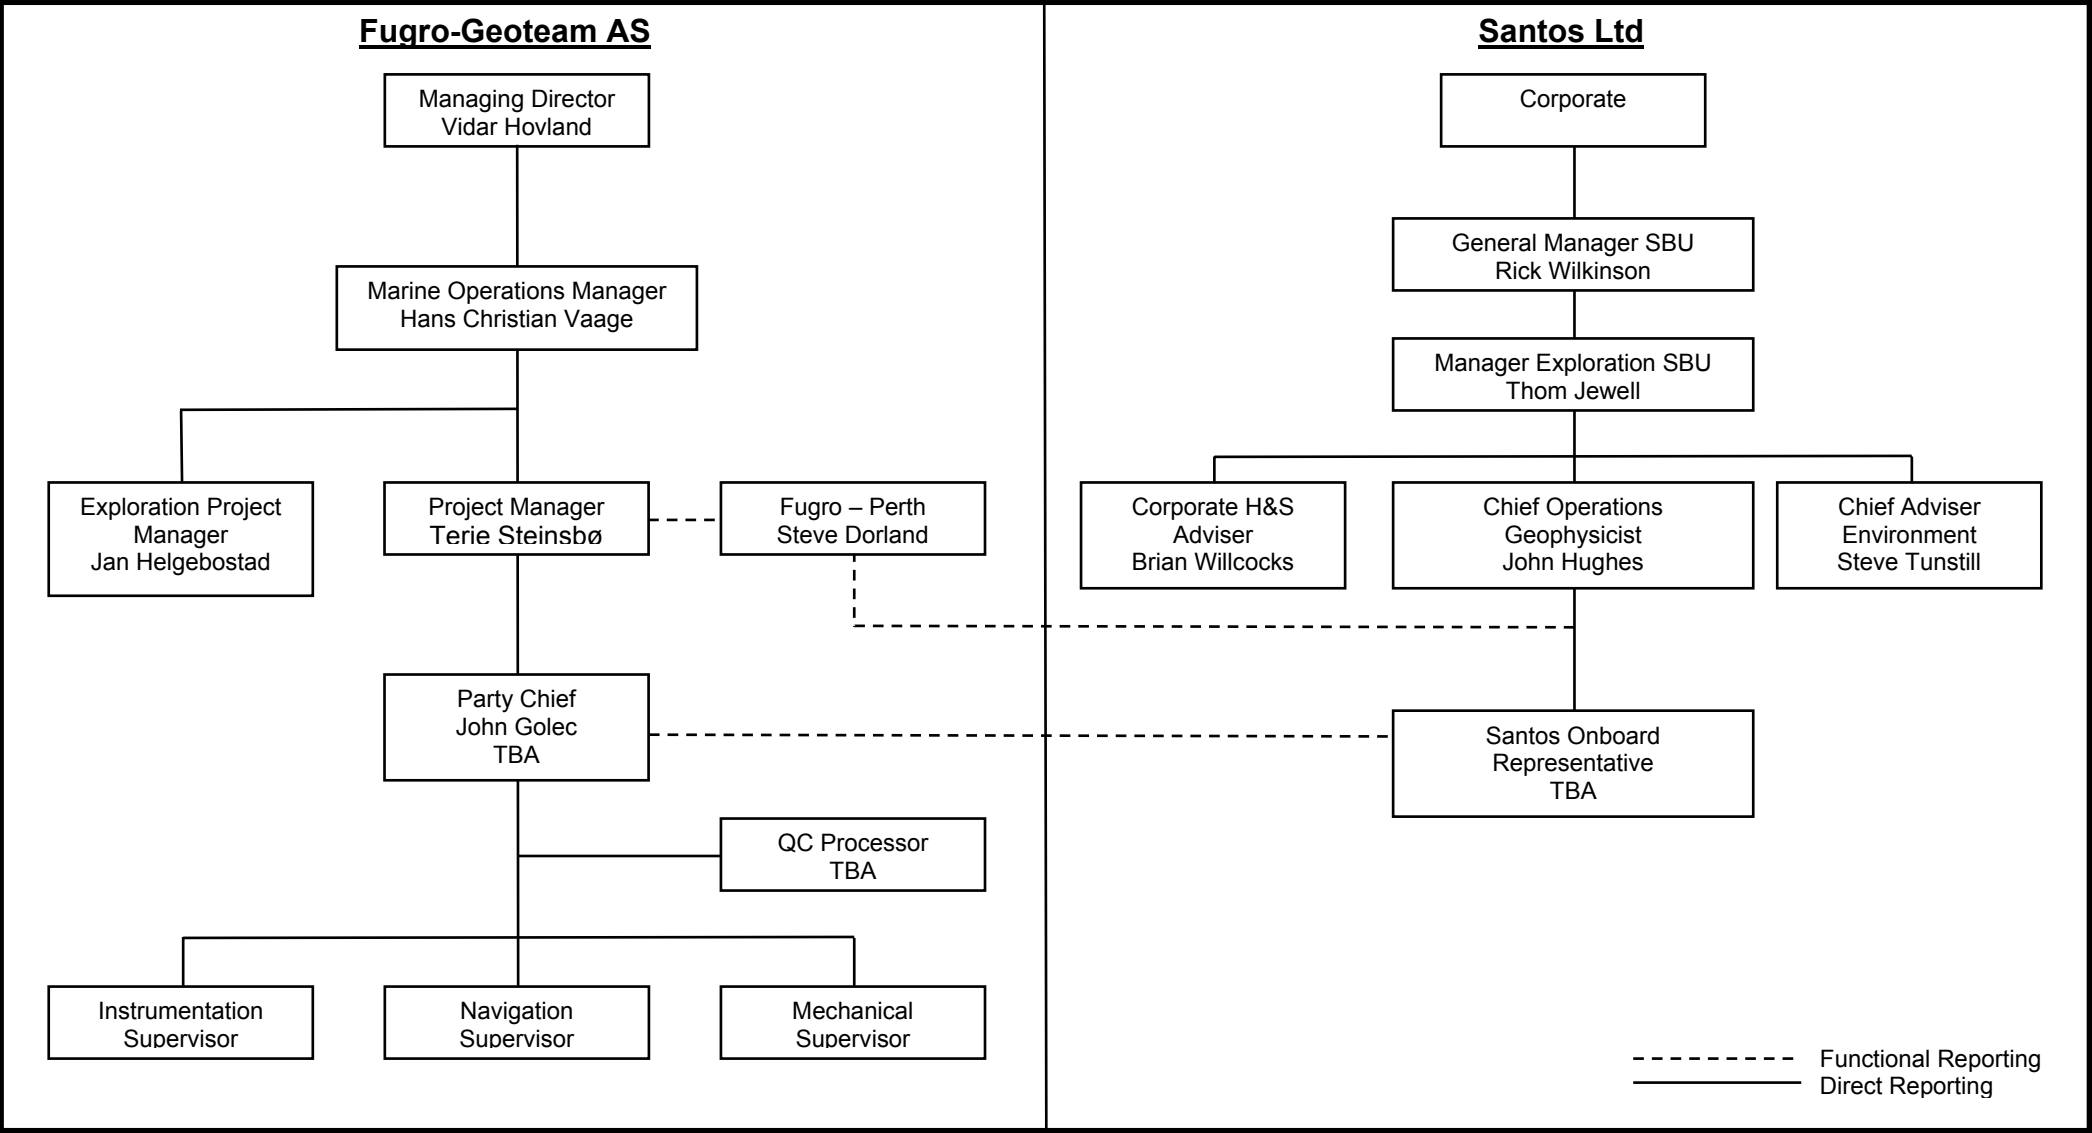 Fugro-Geoteam AS
Managing Director
Vidar Hovland
Marine Operations Manager
Hans Christian Vaage
Exploration Project
Manager
Jan Helgebostad
Project Manager
Terje Steinsbø
Fugro – Perth
Steve Dorland
Party Chief
John Golec
TBA
QC Processor
TBA
Instrumentation
Supervisor
Navigation
Supervisor
Mechanical
Supervisor
Santos Ltd
Corporate
General Manager SBU
Rick Wilkinson
Manager Exploration SBU
Thom Jewell
Corporate H&S
Adviser
Brian Willcocks
Chief Operations
Geophysicist
John Hughes
Chief Adviser
Environment
Steve Tunstill
Santos Onboard
Representative
TBA
Functional Reporting
Direct Reporting